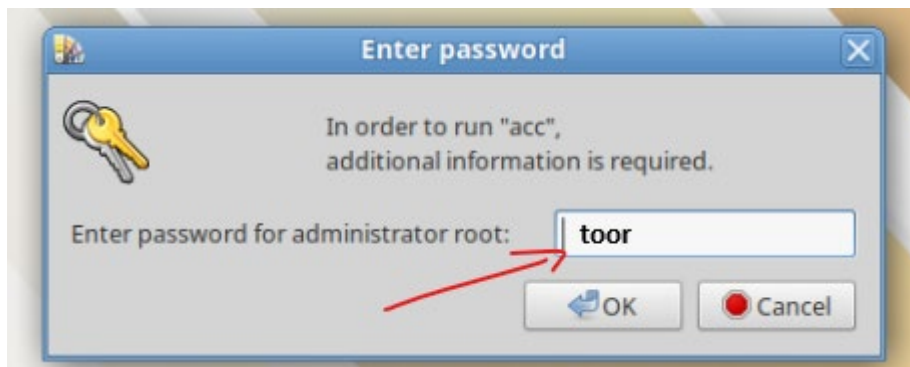 Enter password
In order to run "acc",
additional information is required.
Enter password for administrator root: toor
OK Cancel